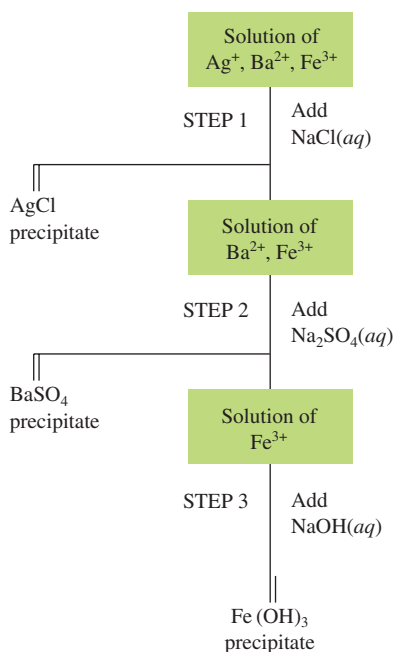 Solution of
Ag⁺, Ba²⁺, Fe³⁺
STEP 1
Add
NaCl(aq)
AgCl
precipitate
Solution of
Ba²⁺, Fe³⁺
STEP 2
Add
Na₂SO₄(aq)
BaSO₄
precipitate
Solution of
Fe³⁺
STEP 3
Add
NaOH(aq)
Fe (OH)₃
precipitate